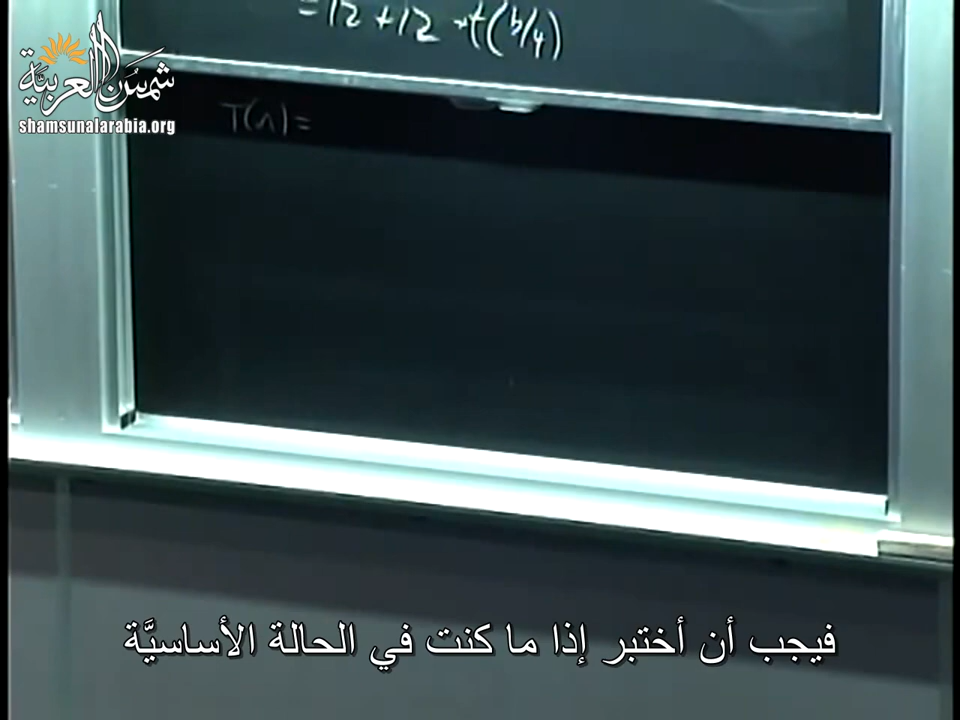 = 12 + 12 + t(b/4)
شمس العربية
shamsunalarabia.org
T(n) =
فيجب أن أختبر إذا ما كنت في الحالة الأساسيَّة